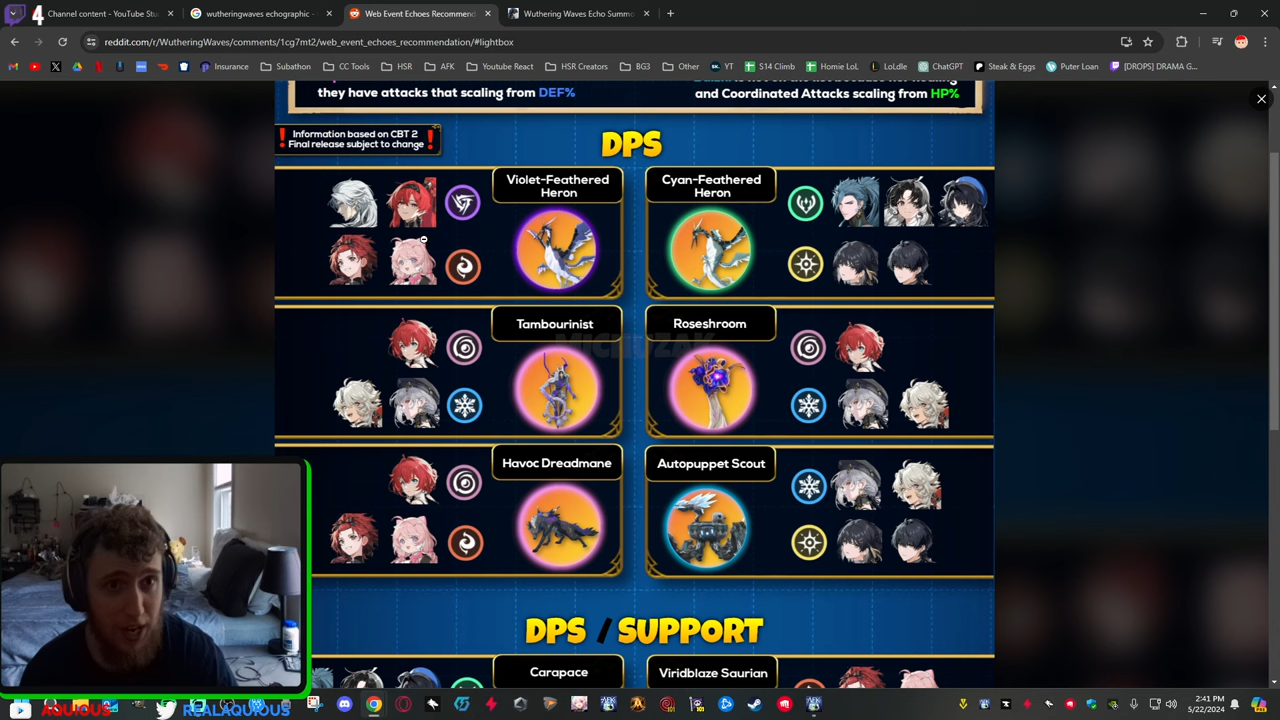 4
Channel content - YouTube Stu
wutheringwaves echographic -
Web Event Echoes Recommend
Wuthering Waves Echo Summo
reddit.com/r/WutheringWaves/comments/1cg7mt2/web_event_echoes_recommendation/#lightbox
Insurance
Subathon
CC Tools
HSR
AFK
Youtube React
HSR Creators
BG3
Other
YT
S14 Climb
Homie LoL
LoLdle
ChatGPT
Steak & Eggs
Puter Loan
[DROPS] DRAMA G...
they have attacks that scaling from DEF%
and Coordinated Attacks scaling from HP%
Information based on CBT 2
Final release subject to change
DPS
Violet-Feathered
Heron
Cyan-Feathered
Heron
Tambourinist
Roseshroom
MICHUZAK
Havoc Dreadmane
Autopuppet Scout
DPS / SUPPORT
Carapace
Viridblaze Saurian
AQUIOUS
REALAQUIOUS
2:41 PM
5/22/2024